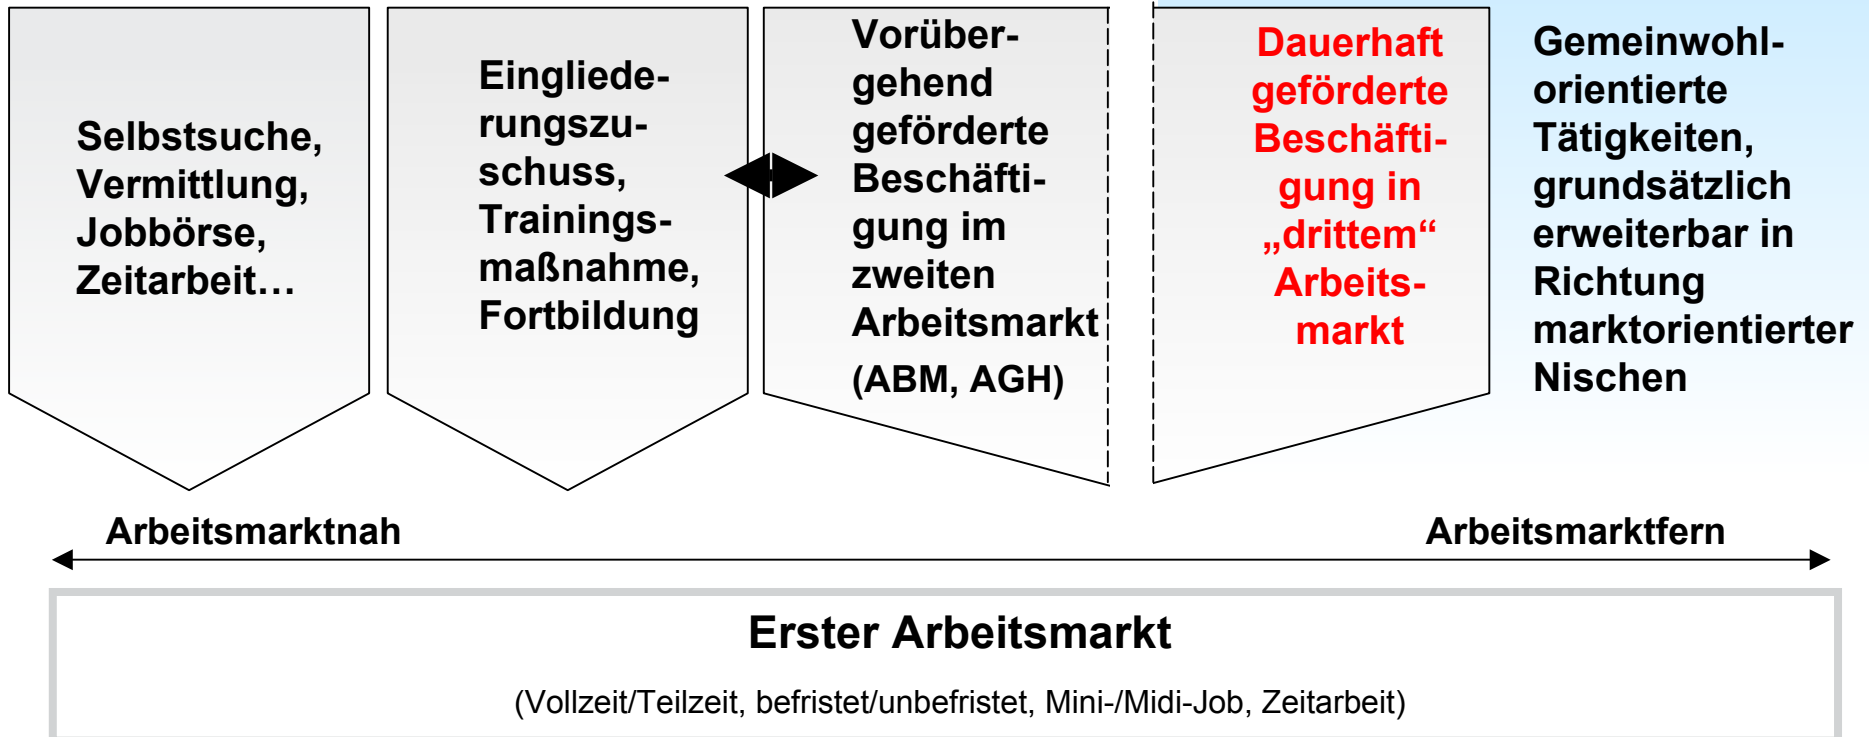 Selbstsuche,
Vermittlung,
Jobbörse,
Zeitarbeit…
Eingliede-
rungszu-
schuss,
Trainings-
maßnahme,
Fortbildung
Vorüber-
gehend
geförderte
Beschäfti-
gung im
zweiten
Arbeitsmarkt
(ABM, AGH)
Dauerhaft
geförderte
Beschäfti-
gung in
„drittem“
Arbeits-
markt
Gemeinwohl-
orientierte
Tätigkeiten,
grundsätzlich
erweiterbar in
Richtung
marktorientierter
Nischen
Arbeitsmarktnah
Arbeitsmarktfern
Erster Arbeitsmarkt
(Vollzeit/Teilzeit, befristet/unbefristet, Mini-/Midi-Job, Zeitarbeit)